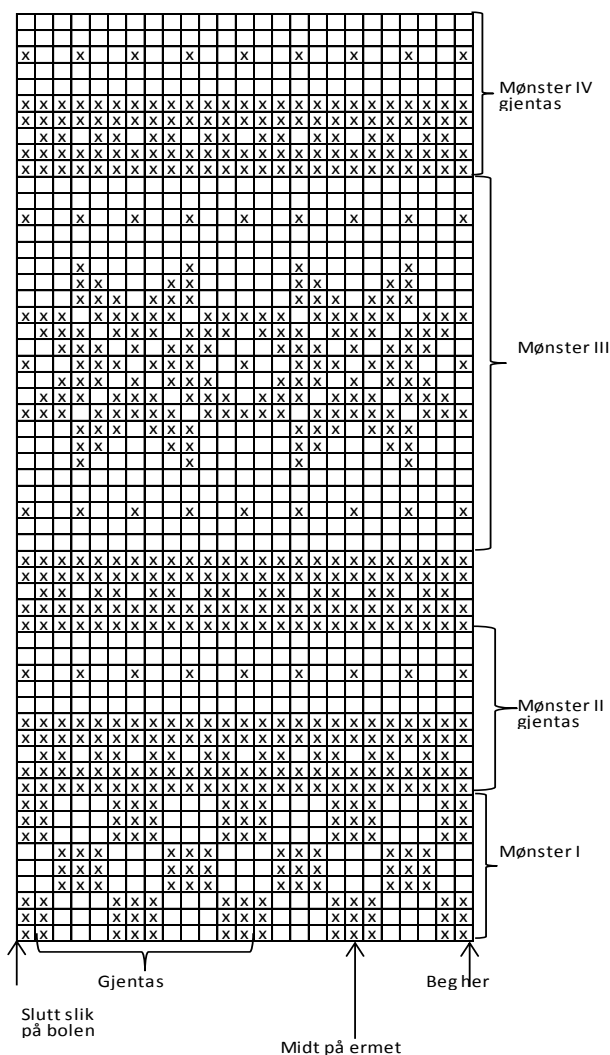 Mønster IV
gjentas
Mønster III
Mønster II
gjentas
Mønster I
Gjentas
Beg her
Slutt slik
på bolen
Midt på ermet